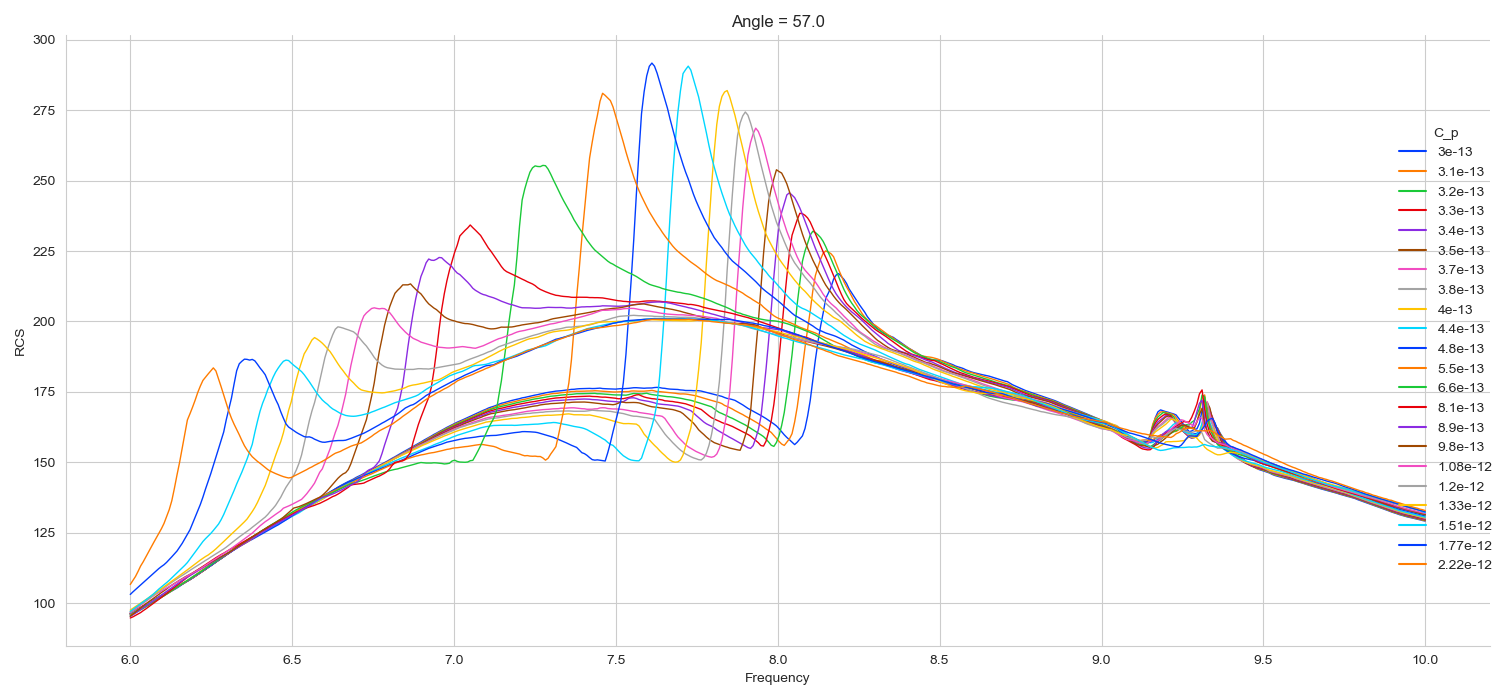 Angle = 57.0
300
275
250
225
200
175
150
125
100
RCS
6.0
6.5
7.0
7.5
8.0
8.5
9.0
9.5
10.0
Frequency
C_p
3e-13
3.1e-13
3.2e-13
3.3e-13
3.4e-13
3.5e-13
3.7e-13
3.8e-13
4e-13
4.4e-13
4.8e-13
5.5e-13
6.6e-13
8.1e-13
8.9e-13
9.8e-13
1.08e-12
1.2e-12
1.33e-12
1.51e-12
1.77e-12
2.22e-12